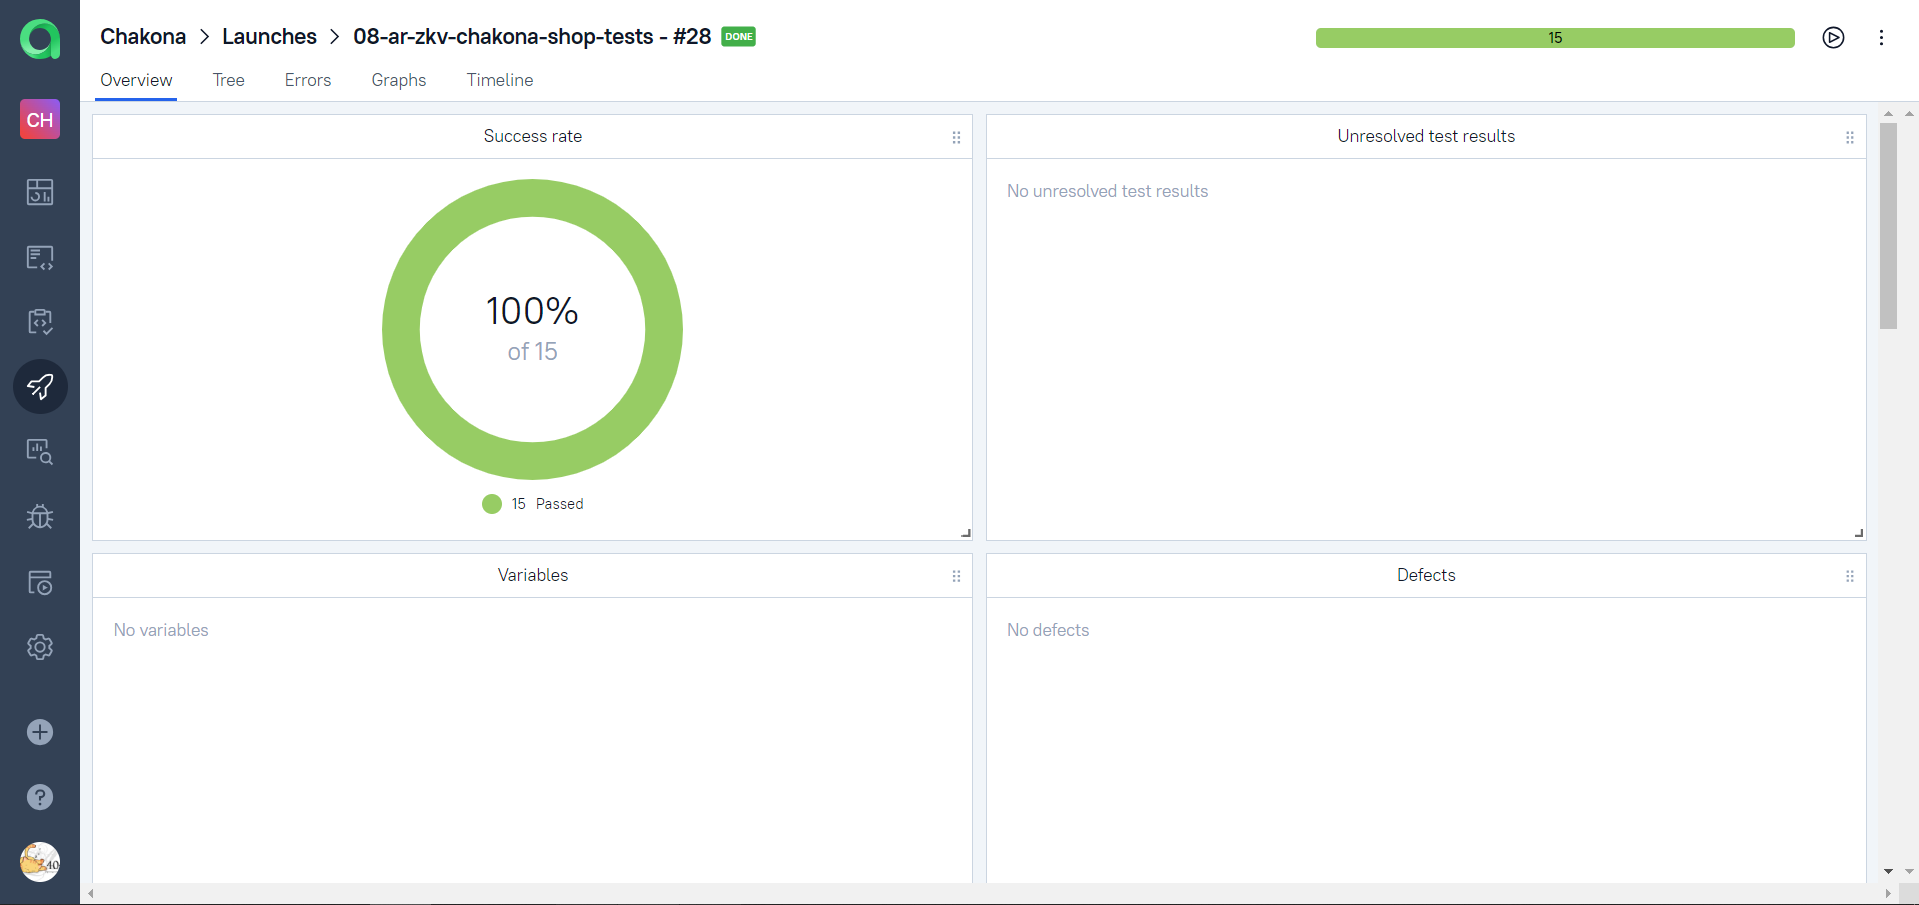 Chakona > Launches > 08-ar-zkv-chakona-shop-tests - #28 DONE
15
Overview Tree Errors Graphs Timeline
CH
Success rate
100%
of 15
15 Passed
Unresolved test results
No unresolved test results
Variables
No variables
Defects
No defects
?
40